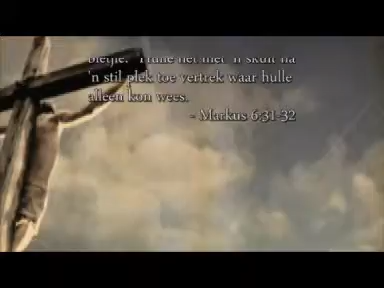 bietjie." Hulle het met 'n skuit na
'n stil plek toe vertrek waar hulle
alleen kon wees.
- Markus 6:31-32